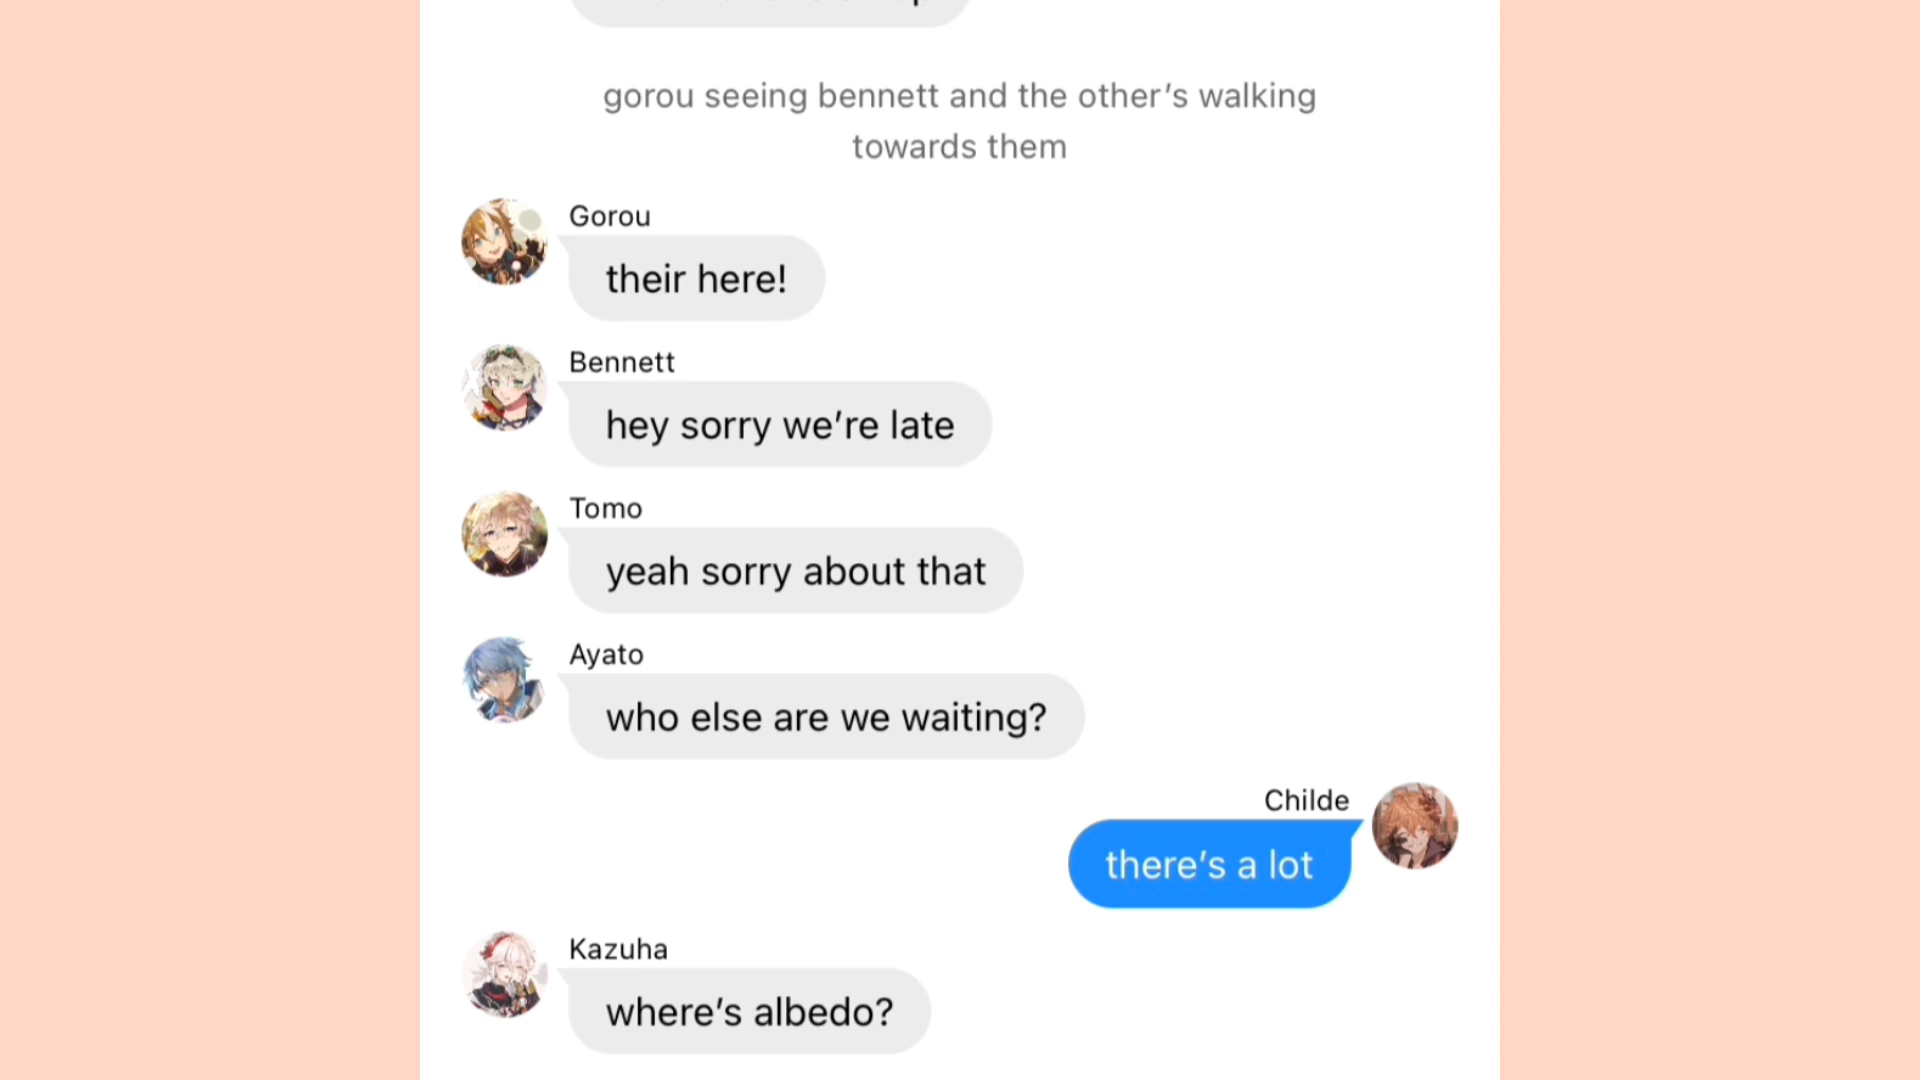 gorou seeing bennett and the other’s walking
towards them
Gorou
their here!
Bennett
hey sorry we’re late
Tomo
yeah sorry about that
Ayato
who else are we waiting?
Childe
there’s a lot
Kazuha
where’s albedo?